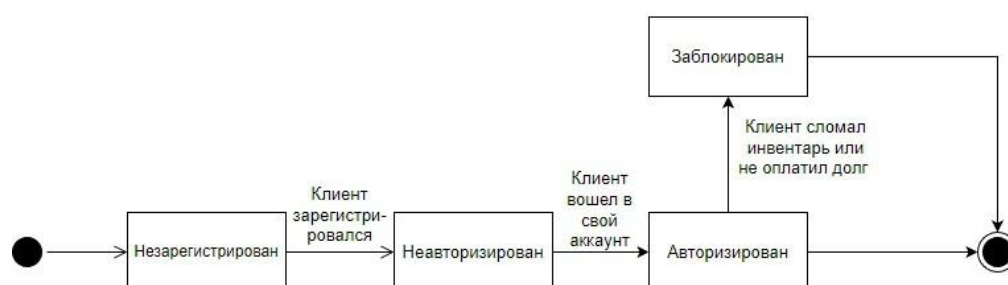 Заблокирован
Клиент сломал
инвентарь или
не оплатил долг
Клиент
зарегистри-
ровался
Клиент
вошел в
свой
аккаунт
Незарегистрирован
Неавторизирован
Авторизирован